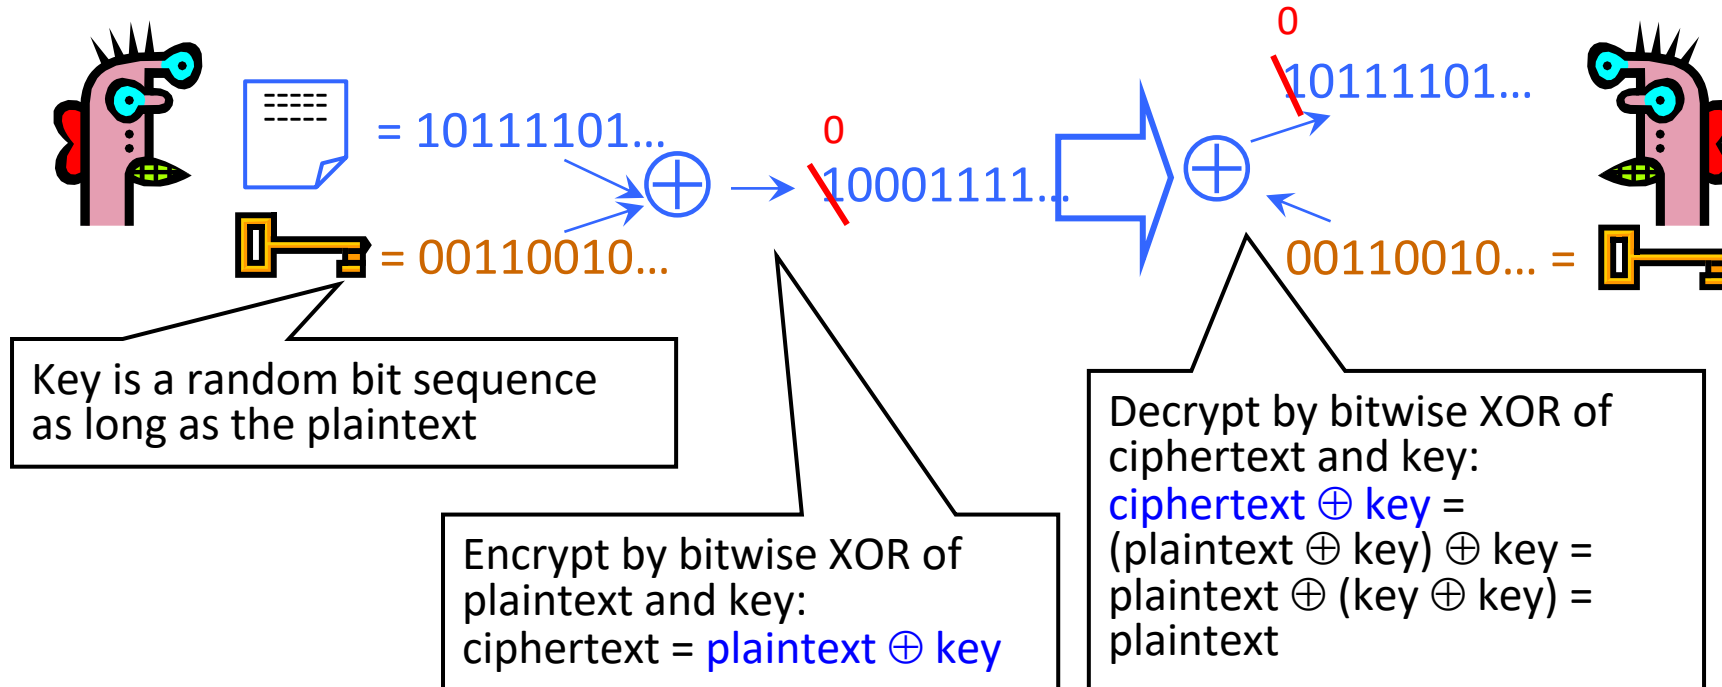 0
10111101...
= 10111101...
0
10001111...
= 00110010...
00110010... =
Key is a random bit sequence
as long as the plaintext
Encrypt by bitwise XOR of
plaintext and key:
ciphertext = plaintext ⊕ key
Decrypt by bitwise XOR of
ciphertext and key:
ciphertext ⊕ key =
(plaintext ⊕ key) ⊕ key =
plaintext ⊕ (key ⊕ key) =
plaintext